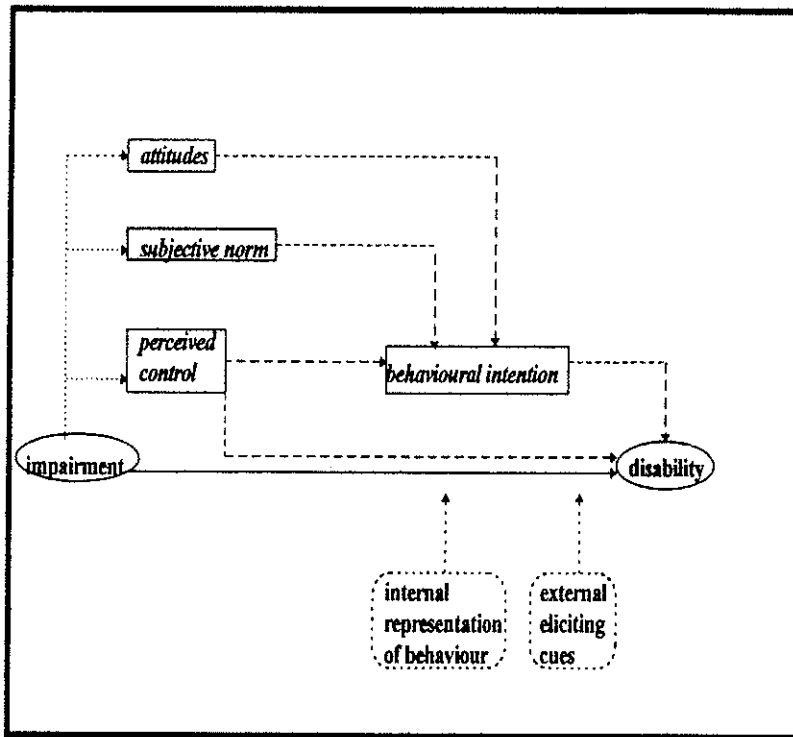 attitudes
subjective norm
perceived
control
behavioural intention
impairment
disability
internal
representation
of behaviour
external
eliciting
cues